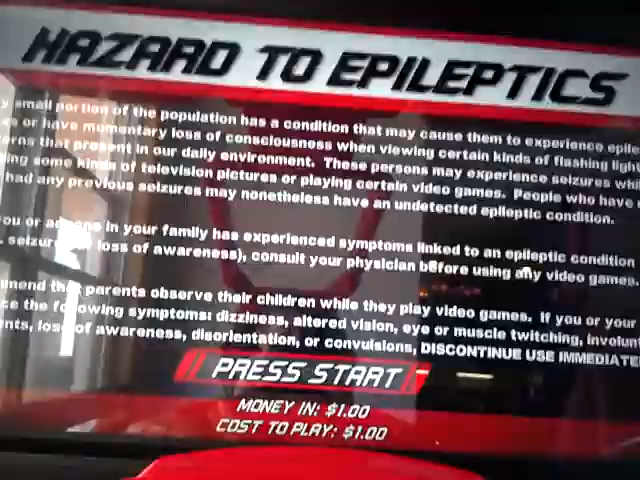 HAZARD TO EPILEPTICS
small portion of the population has a condition that may cause them to experience
or have momentary loss of consciousness when viewing certain kinds of flashing
that present in our daily environment. These persons may experience seizures
some kinds of television pictures or playing certain video games. People who have
had any previous seizures may nonetheless have an undetected epileptic condition.
or in your family has experienced symptoms linked to an epileptic condition
loss of awareness), consult your physician before using any video games.
that parents observe their children while they play video games. If you or your
the following symptoms: dizziness, altered vision, eye or muscle twitching,
loss of awareness, disorientation, or convulsions, DISCONTINUE USE
PRESS START
MONEY IN: $1.00
COST TO PLAY: $1.00